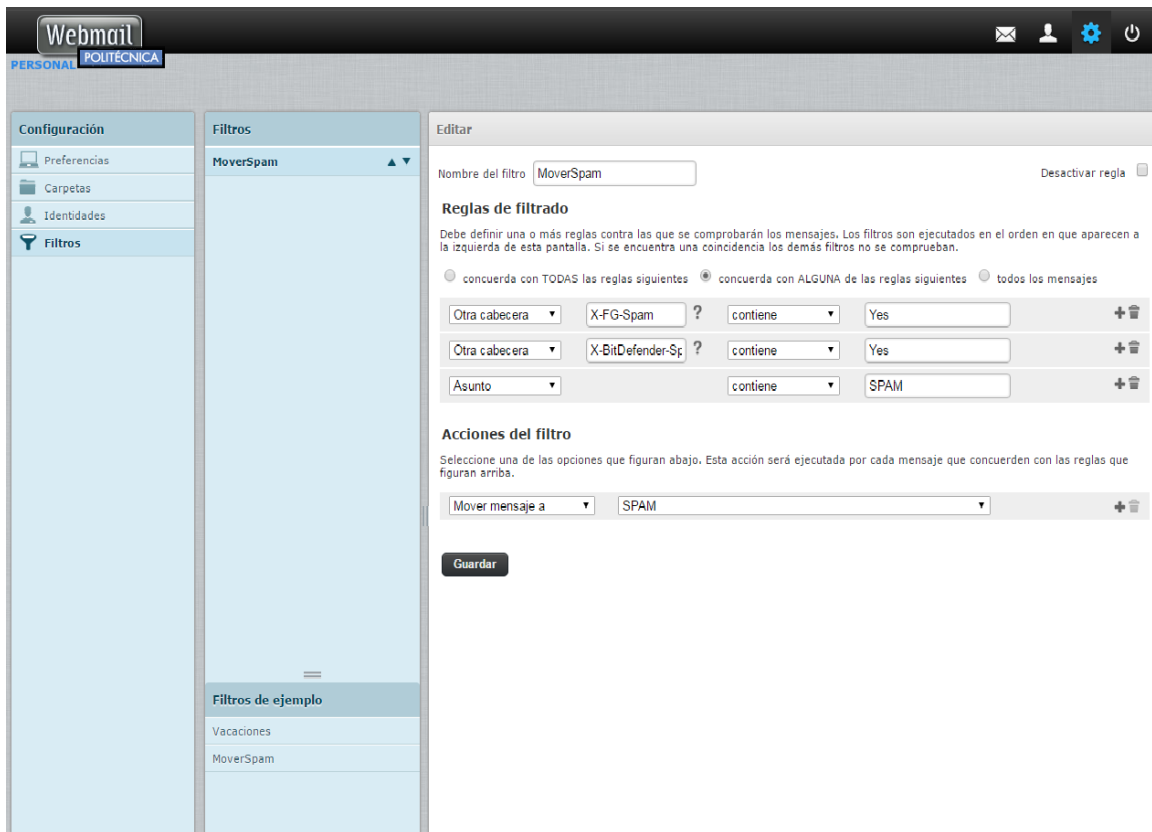 Webmail
POLITÉCNICA
PERSONAL
Configuración
Preferencias
Carpetas
Identidades
Filtros
Filtros
MoverSpam
Filtros de ejemplo
Vacaciones
MoverSpam
Editar
Nombre del filtro MoverSpam Desactivar regla
Reglas de filtrado
Debe definir una o más reglas contra las que se comprobarán los mensajes. Los filtros son ejecutados en el orden en que aparecen a
la izquierda de esta pantalla. Si se encuentra una coincidencia los demás filtros no se comprueban.
concuerda con TODAS las reglas siguientes concuerda con ALGUNA de las reglas siguientes todos los mensajes
Otra cabecera X-FG-Spam ? contiene Yes
Otra cabecera X-BitDefender-Sp ? contiene Yes
Asunto contiene SPAM
Acciones del filtro
Seleccione una de las opciones que figuran abajo. Esta acción será ejecutada por cada mensaje que concuerden con las reglas que
figuran arriba.
Mover mensaje a SPAM
Guardar